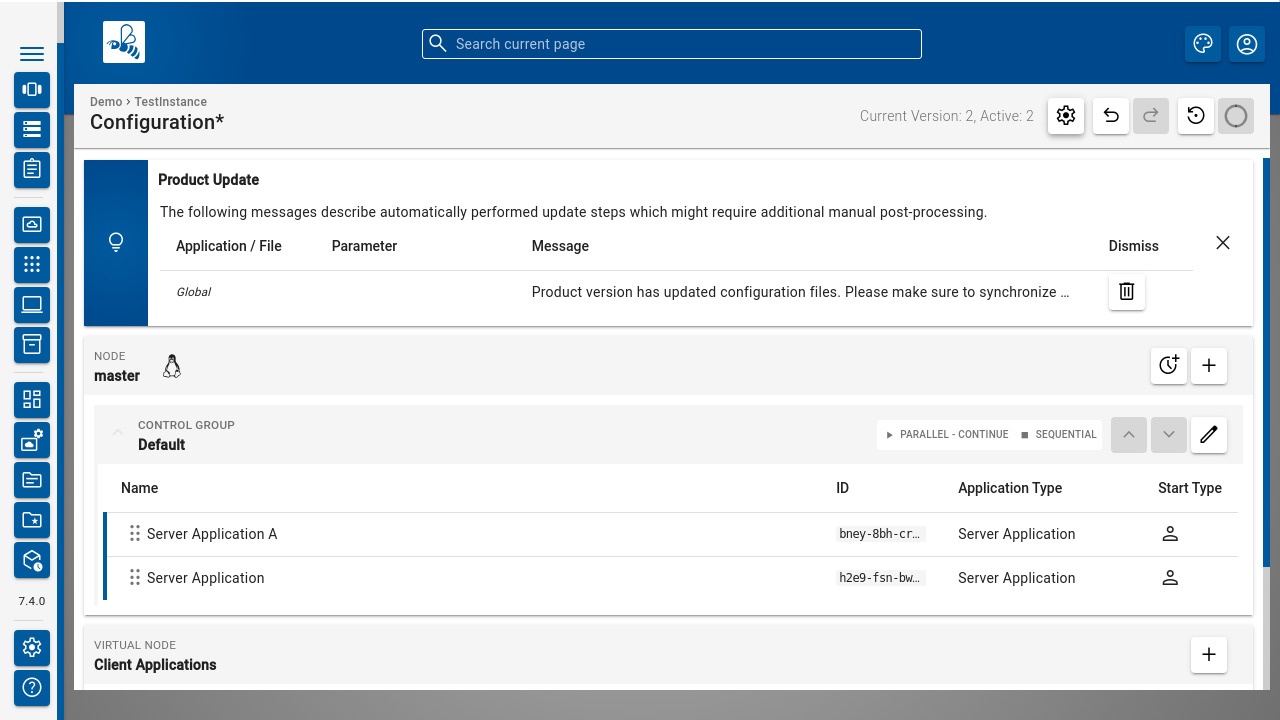 Search current page
Demo › TestInstance
Configuration*
Current Version: 2, Active: 2
Product Update
The following messages describe automatically performed update steps which might require additional manual post-processing.
Application / File Parameter Message Dismiss
Global Product version has updated configuration files. Please make sure to synchronize ...
NODE
master
CONTROL GROUP
Default
PARALLEL - CONTINUE SEQUENTIAL
Name ID Application Type Start Type
Server Application A bney-8bh-cr… Server Application
Server Application h2e9-fsn-bw… Server Application
VIRTUAL NODE
Client Applications
7.4.0